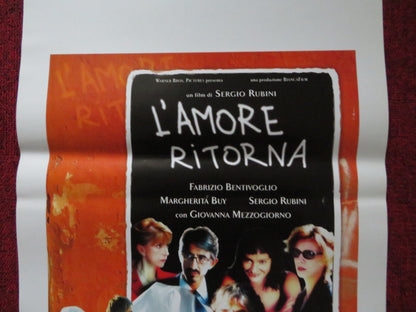 L'AMORE
RITORNA
WARNER BROS. PICTURES presenta una produzione BIANCAFILM
un film di SERGIO RUBINI
L'AMORE
RITORNA
FABRIZIO BENTIVOGLIO
MARGHERITA BUY SERGIO RUBINI
con GIOVANNA MEZZOGIORNO